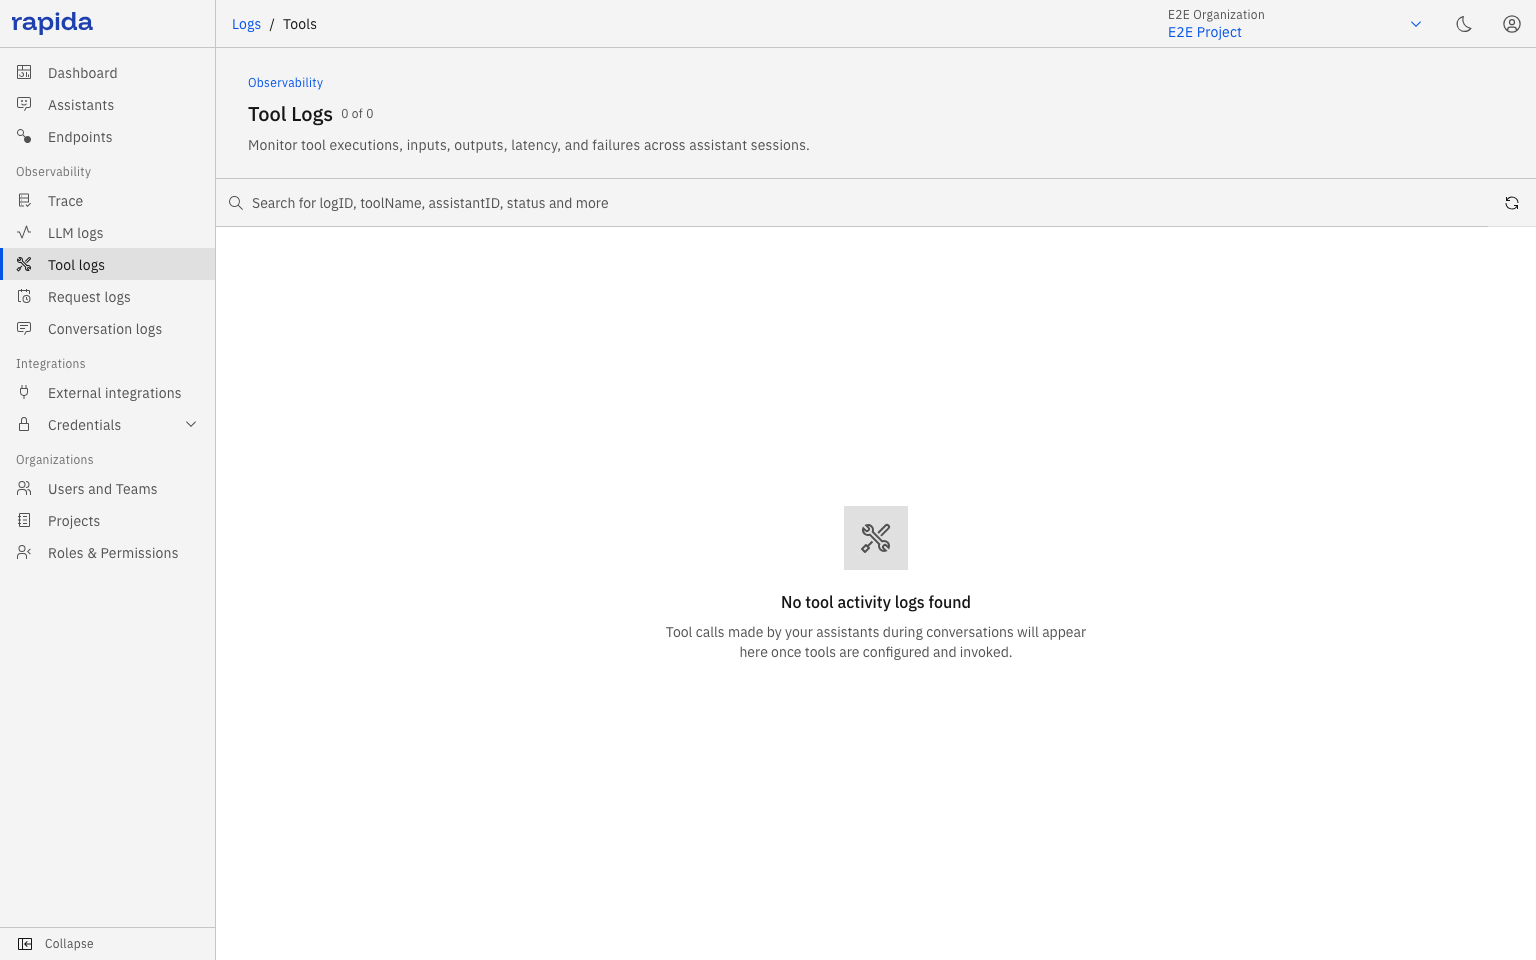 rapida
Logs / Tools
E2E Organization
E2E Project
Dashboard
Assistants
Endpoints
Observability
Trace
LLM logs
Tool logs
Request logs
Conversation logs
Integrations
External integrations
Credentials
Organizations
Users and Teams
Projects
Roles & Permissions
Collapse
Observability
Tool Logs 0 of 0
Monitor tool executions, inputs, outputs, latency, and failures across assistant sessions.
Search for logID, toolName, assistantID, status and more
No tool activity logs found
Tool calls made by your assistants during conversations will appear
here once tools are configured and invoked.